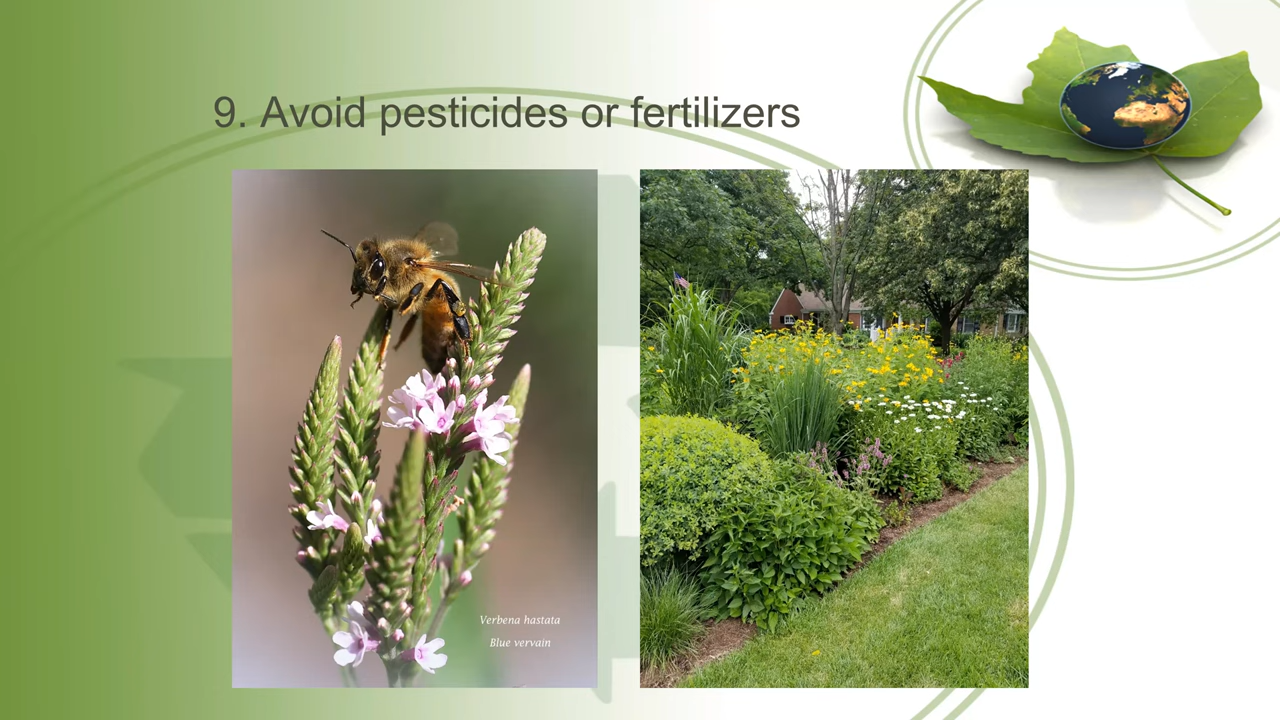 9. Avoid pesticides or fertilizers
Verbena hastata
Blue vervain